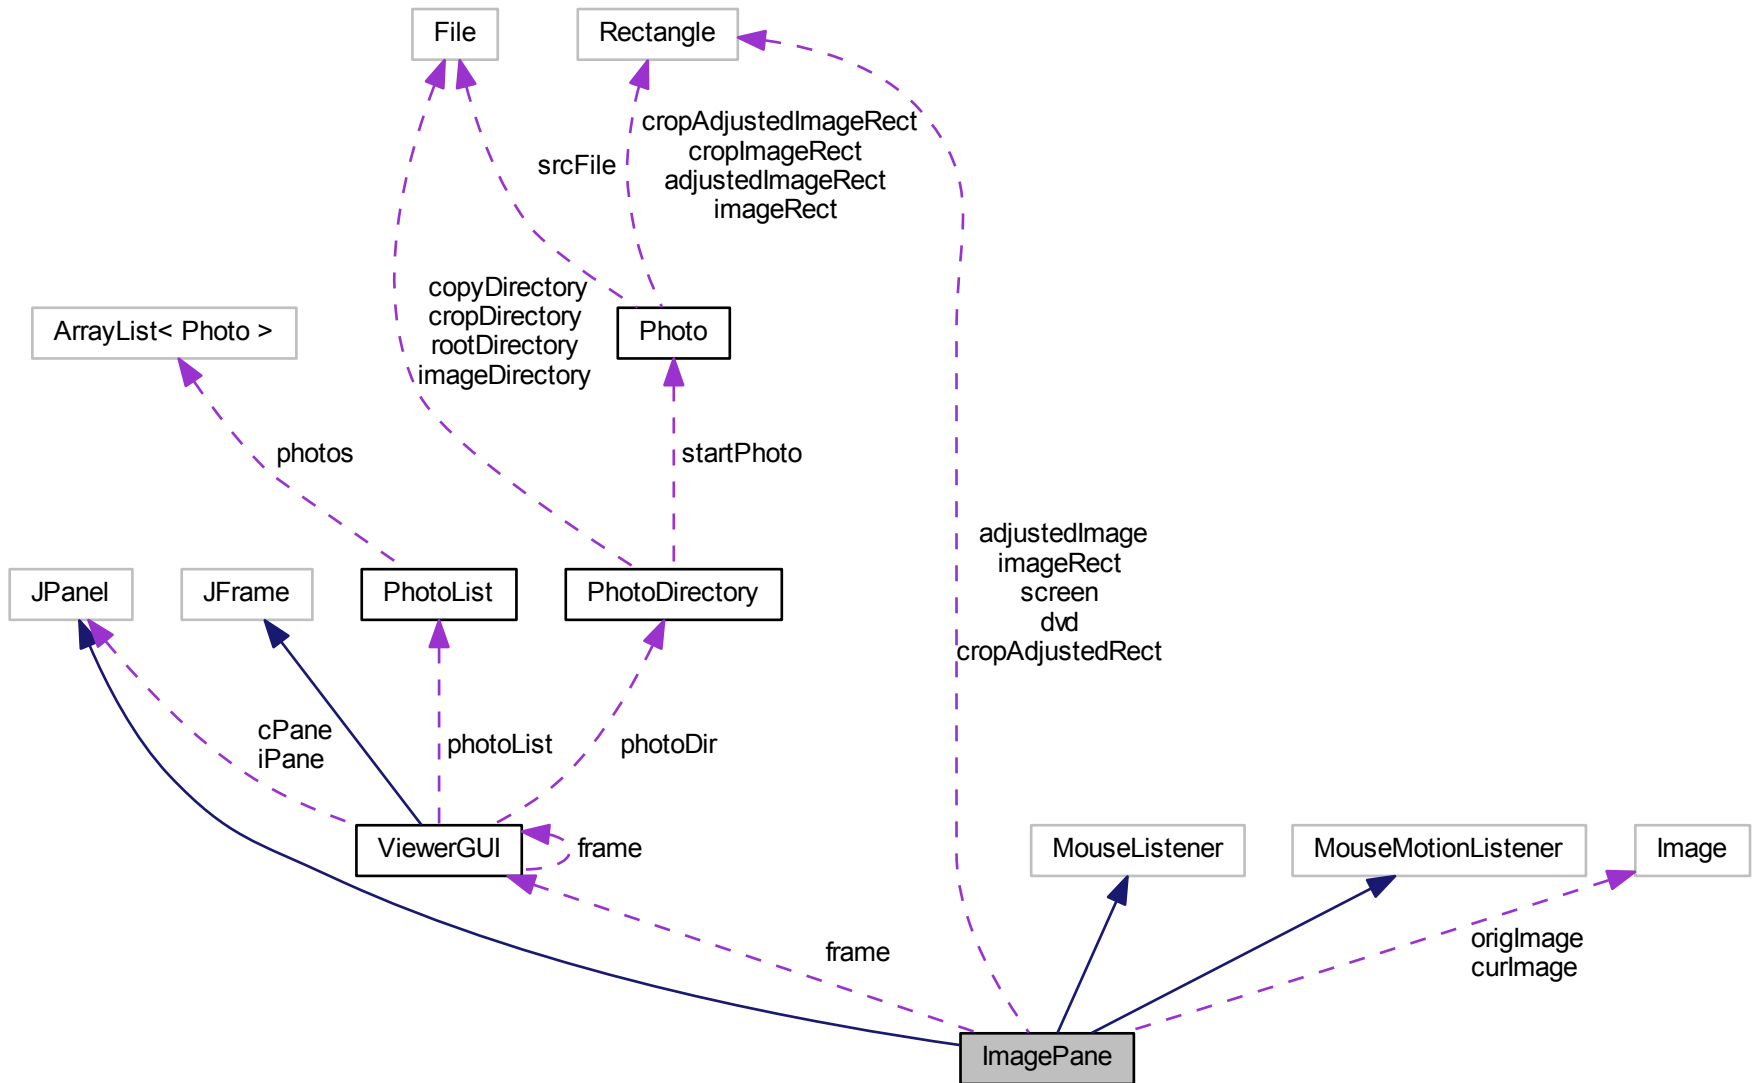 File
Rectangle
cropAdjustedImageRect
cropImageRect
adjustedImageRect
imageRect
srcFile
copyDirectory
cropDirectory
rootDirectory
imageDirectory
ArrayList< Photo >
Photo
photos
startPhoto
adjustedImage
imageRect
screen
dvd
cropAdjustedRect
JPanel
JFrame
PhotoList
PhotoDirectory
cPane
iPane
photoList
photoDir
ViewerGUI
frame
MouseListener
MouseMotionListener
Image
frame
origImage
curImage
ImagePane